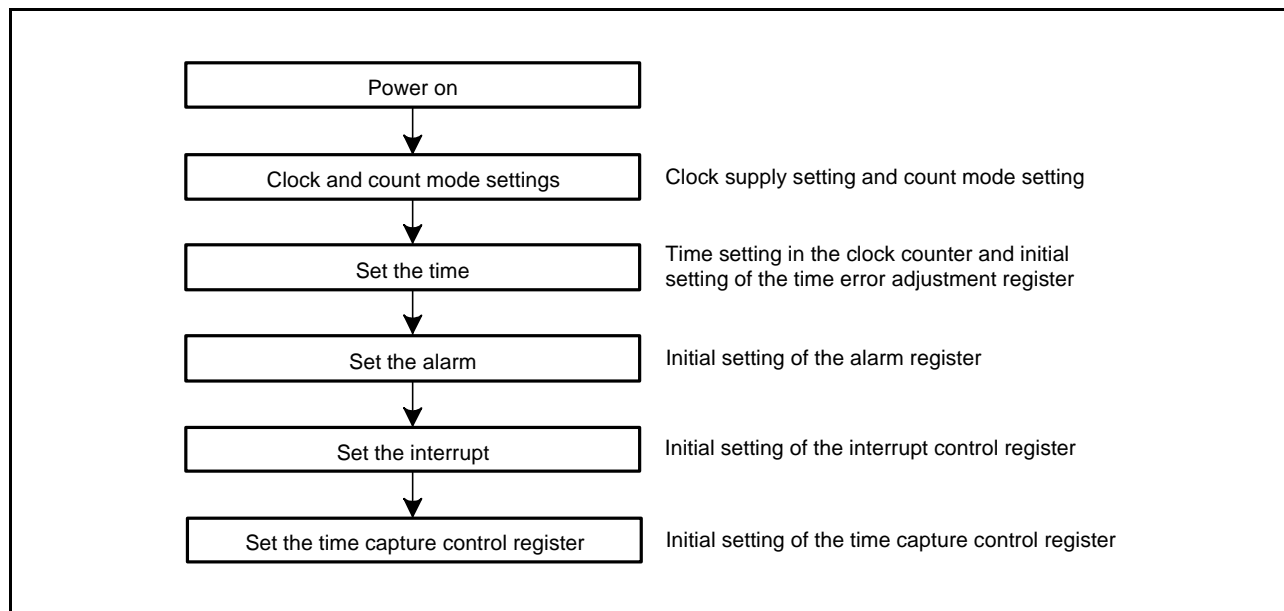 Power on
Clock and count mode settings
Clock supply setting and count mode setting
Set the time
Time setting in the clock counter and initial
setting of the time error adjustment register
Set the alarm
Initial setting of the alarm register
Set the interrupt
Initial setting of the interrupt control register
Set the time capture control register
Initial setting of the time capture control register